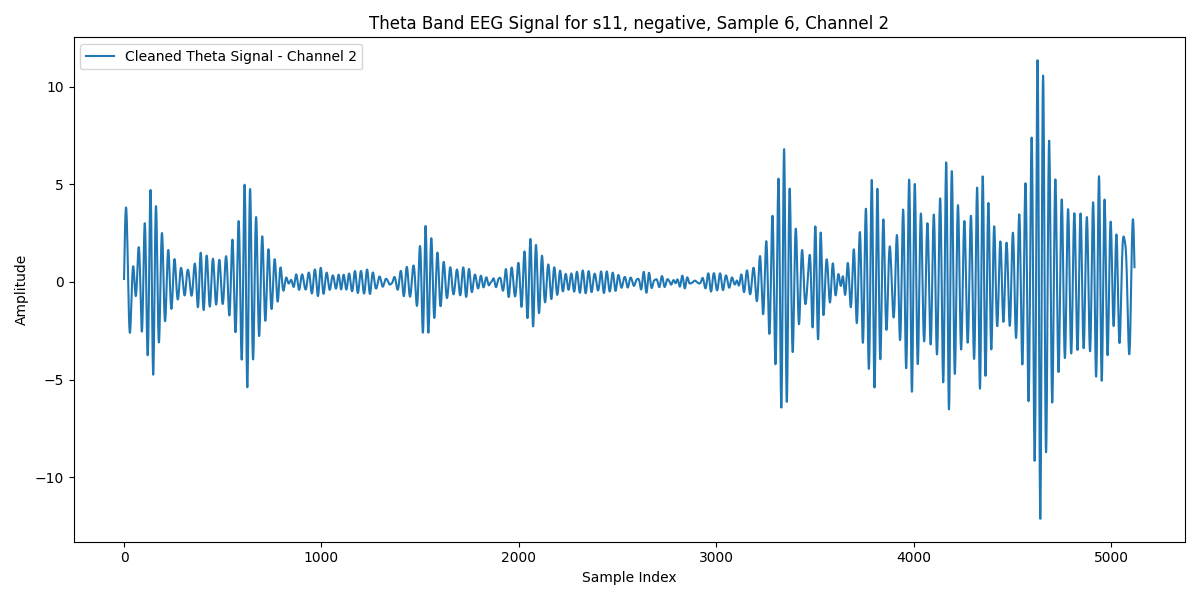 Theta Band EEG Signal for s11, negative, Sample 6, Channel 2
Cleaned Theta Signal - Channel 2
Amplitude
10
5
0
−5
−10
0 1000 2000 3000 4000 5000
Sample Index